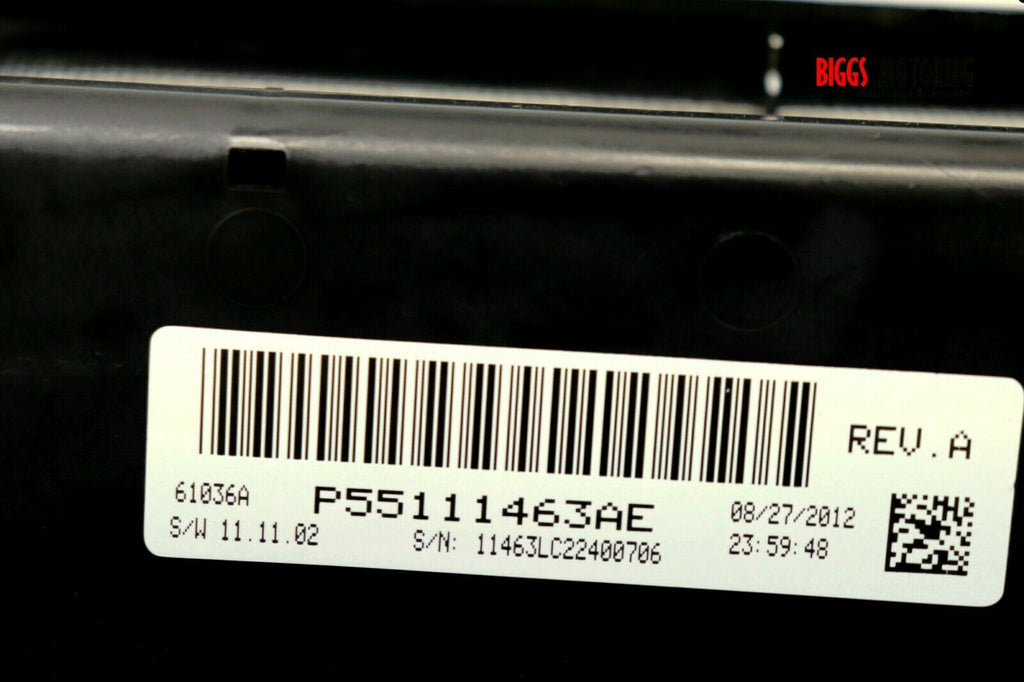 BIGGS MOTORING
REV.A
61036A P55111463AE 08/27/2012
S/W 11.11.02 S/N: 11463LC22400706 23:59:48